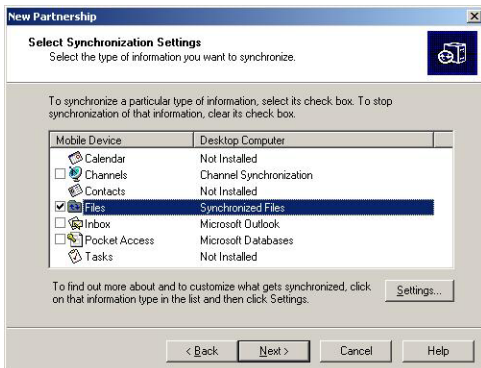 New Partnership
Select Synchronization Settings
Select the type of information you want to synchronize.
To synchronize a particular type of information, select its check box. To stop
synchronization of that information, clear its check box.
Mobile Device Desktop Computer
Calendar Not Installed
Channels Channel Synchronization
Contacts Not Installed
Files Synchronized Files
Inbox Microsoft Outlook
Pocket Access Microsoft Databases
Tasks Not Installed
To find out more about and to customize what gets synchronized, click
on that information type in the list and then click Settings.
Settings...
< Back Next > Cancel Help